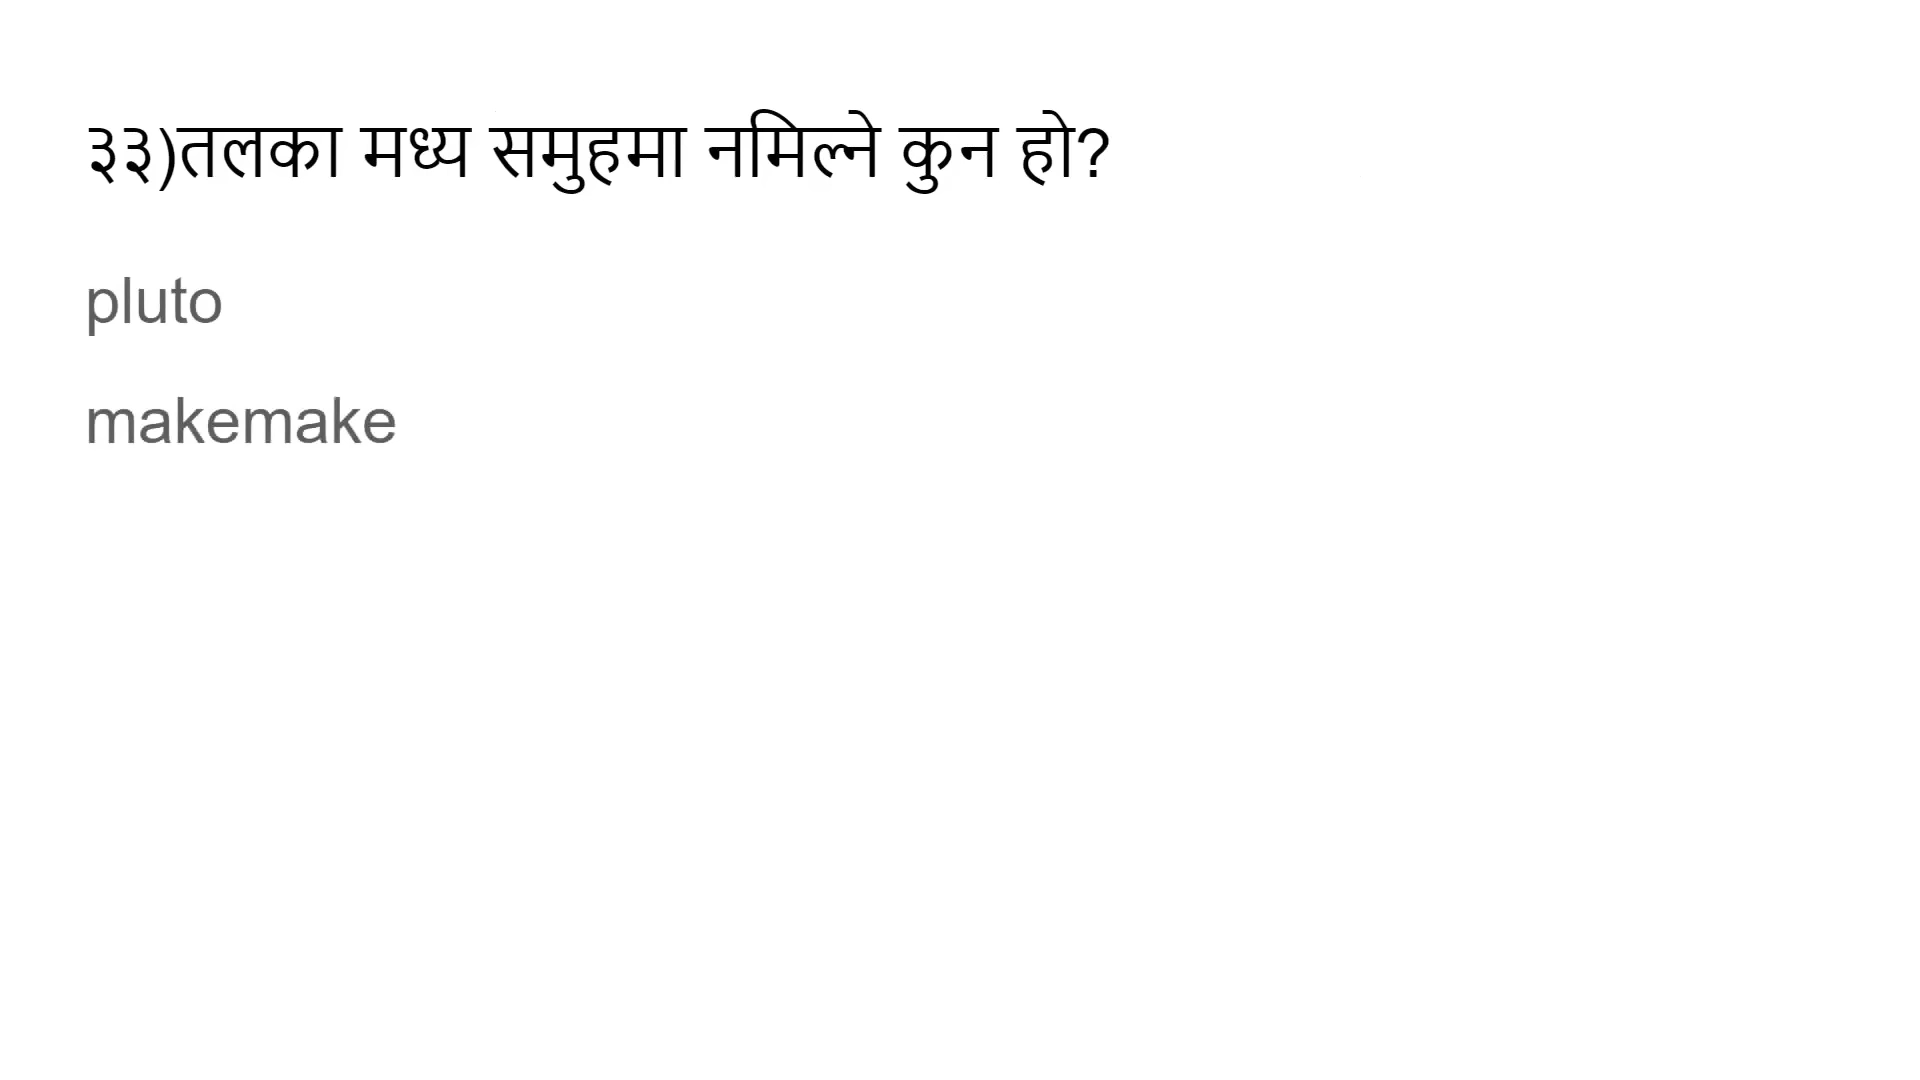 ३३)तलका मध्य समुहमा नमिल्ने कुन हो?
pluto
makemake